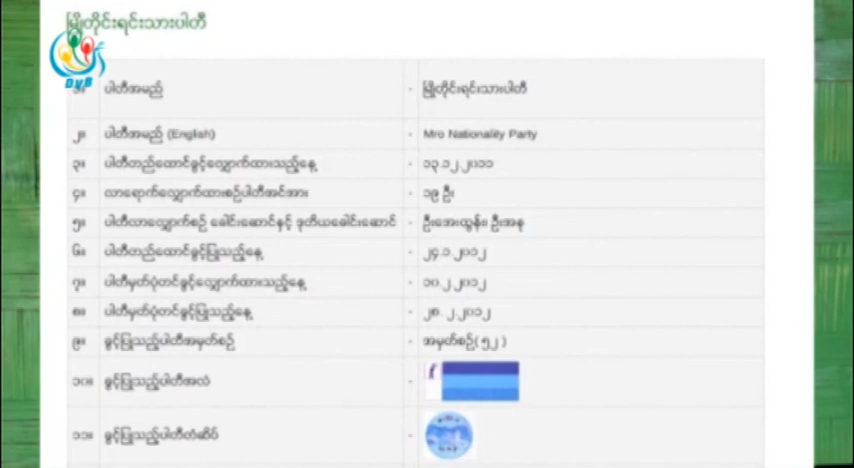 မြိုတိုင်းရင်းသားပါတီ
DVB
၁။ ပါတီအမည် - မြိုတိုင်းရင်းသားပါတီ
၂။ ပါတီအမည် (English) - Mro Nationality Party
၃။ ပါတီတည်ထောင်ခွင့်လျှောက်ထားသည့်နေ့ - ၁၃.၁၂.၂၀၁၁
၄။ လာရောက်လျှောက်ထားစဉ်ပါတီအင်အား - ၁၉ ဦး
၅။ ပါတီလာလျှောက်စဉ် ခေါင်းဆောင်နှင့် ဒုတိယခေါင်းဆောင် - ဦးအေးထွန်း၊ ဦးအနု
၆။ ပါတီတည်ထောင်ခွင့်ပြုသည့်နေ့ - ၂၄.၁.၂၀၁၂
၇။ ပါတီမှတ်ပုံတင်ခွင့်လျှောက်ထားသည့်နေ့ - ၁၀.၂.၂၀၁၂
၈။ ပါတီမှတ်ပုံတင်ခွင့်ပြုသည့်နေ့ - ၂၈.၂.၂၀၁၂
၉။ ခွင့်ပြုသည့်ပါတီအမှတ်စဉ် - အမှတ်စဉ်(၅၂)
၁၀။ ခွင့်ပြုသည့်ပါတီအလံ -
၁၁။ ခွင့်ပြုသည့်ပါတီတံဆိပ် -